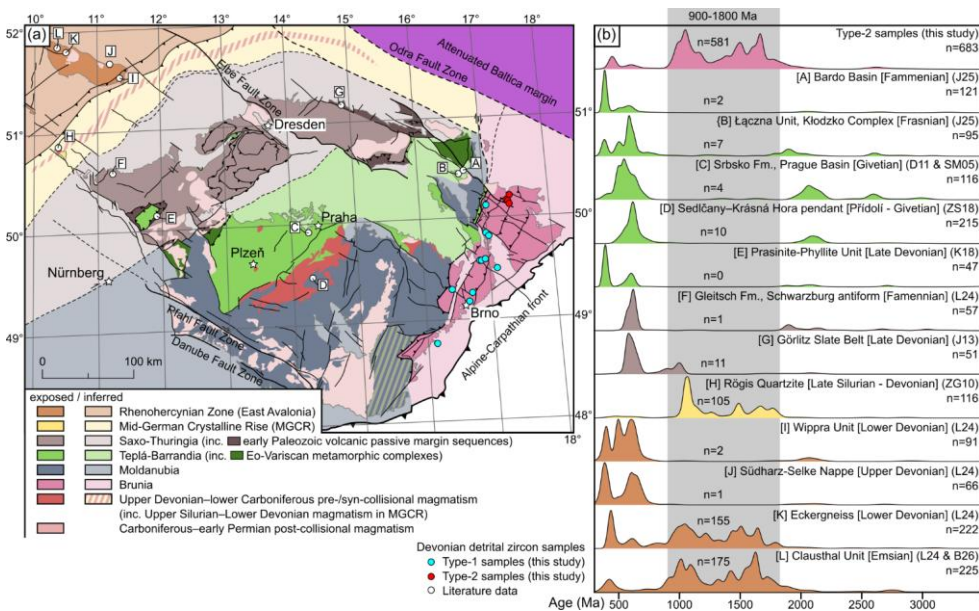 10°
11°
12°
13°
14°
15°
16°
17°
18°
52°
(a)
L
K
J
I
H
G
F
E
B
A
C
D
Elbe Fault Zone
Odra Fault Zone
Attenuated Baltica margin
51°
51°
Dresden
Praha
Plzeň
50°
50°
Nürnberg
Brno
49°
49°
Pfahl Fault Zone
Danube Fault Zone
Alpine-Carpathian front
0 100 km
48°
48°
18°
exposed / inferred
Rhenohercynian Zone (East Avalonia)
Mid-German Crystalline Rise (MGCR)
Saxo-Thuringia (inc. early Paleozoic volcanic passive margin sequences)
Teplá-Barrandia (inc. Eo-Variscan metamorphic complexes)
Moldanubia
Brunia
Upper Devonian–lower Carboniferous pre-/syn-collisional magmatism
(inc. Upper Silurian–Lower Devonian magmatism in MGCR)
Carboniferous–early Permian post-collisional magmatism
Devonian detrital zircon samples
Type-1 samples (this study)
Type-2 samples (this study)
Literature data
900-1800 Ma
(b)
Type-2 samples (this study)
n=581
n=683
[A] Bardo Basin [Fammenian] (J25)
n=2
n=121
{B] Łączna Unit, Kłodzko Complex [Frasnian] (J25)
n=7
n=95
[C] Srbsko Fm., Prague Basin [Givetian] (D11 & SM05)
n=4
n=116
[D] Sedlčany–Krásná Hora pendant [Přídolí - Givetian] (ZS18)
n=10
n=215
[E] Prasinite-Phyllite Unit [Late Devonian] (K18)
n=0
n=47
[F] Gleitsch Fm., Schwarzburg antiform [Famennian] (L24)
n=1
n=57
[G] Görlitz Slate Belt [Late Devonian] (J13)
n=11
n=51
[H] Rögis Quartzite [Late Silurian - Devonian] (ZG10)
n=105
n=116
[I] Wippra Unit [Lower Devonian] (L24)
n=2
n=91
[J] Südharz-Selke Nappe [Upper Devonian] (L24)
n=1
n=66
[K] Eckergneiss [Lower Devonian] (L24)
n=155
n=222
[L] Clausthal Unit [Emsian] (L24 & B26)
n=175
n=225
Age (Ma) 500 1000 1500 2000 2500 3000